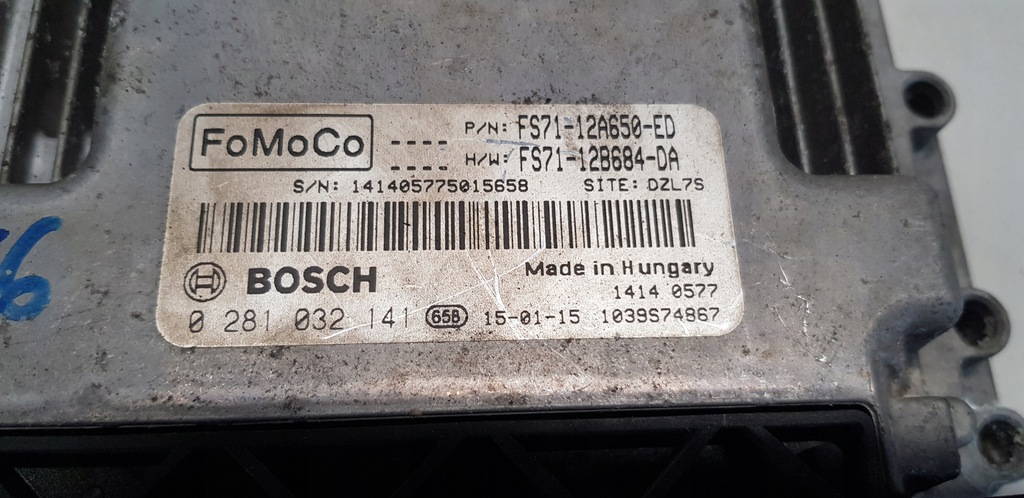 FoMoCo
---- P/N: FS71-12A650-ED
---- H/W: FS71-12B684-DA
S/N: 141405775015658 SITE: DZL7S
BOSCH Made in Hungary
1414 0577
0 281 032 141 658 15-01-15 1039S74867
6